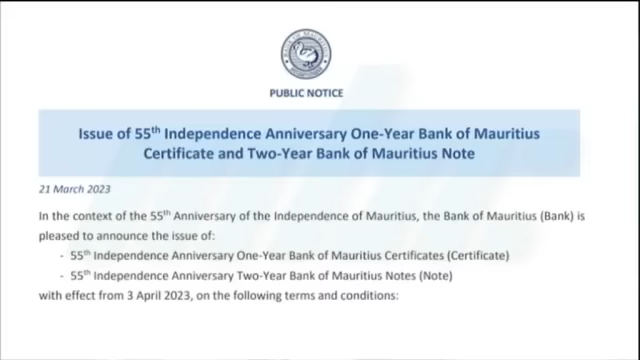 PUBLIC NOTICE
Issue of 55th Independence Anniversary One-Year Bank of Mauritius
Certificate and Two-Year Bank of Mauritius Note
21 March 2023
In the context of the 55th Anniversary of the Independence of Mauritius, the Bank of Mauritius (Bank) is
pleased to announce the issue of:
- 55th Independence Anniversary One-Year Bank of Mauritius Certificates (Certificate)
- 55th Independence Anniversary Two-Year Bank of Mauritius Notes (Note)
with effect from 3 April 2023, on the following terms and conditions: